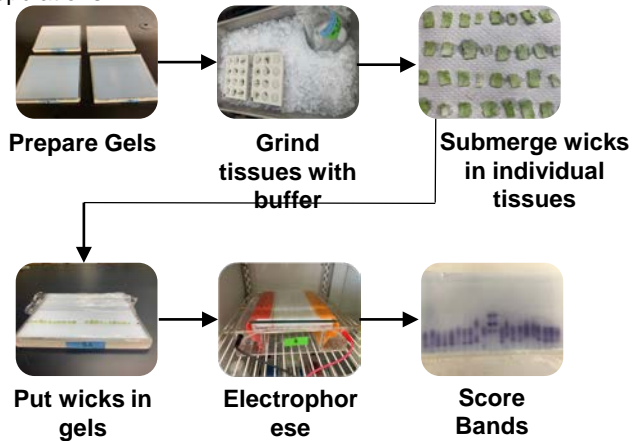 Prepare Gels
Grind
tissues with
buffer
Submerge wicks
in individual
tissues
Put wicks in
gels
Electrophor
ese
Score
Bands